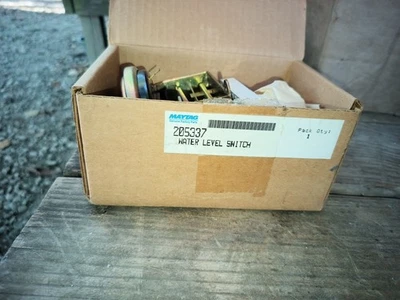 MAYTAG
205337
Pack Qty:
1
WATER LEVEL SWITCH